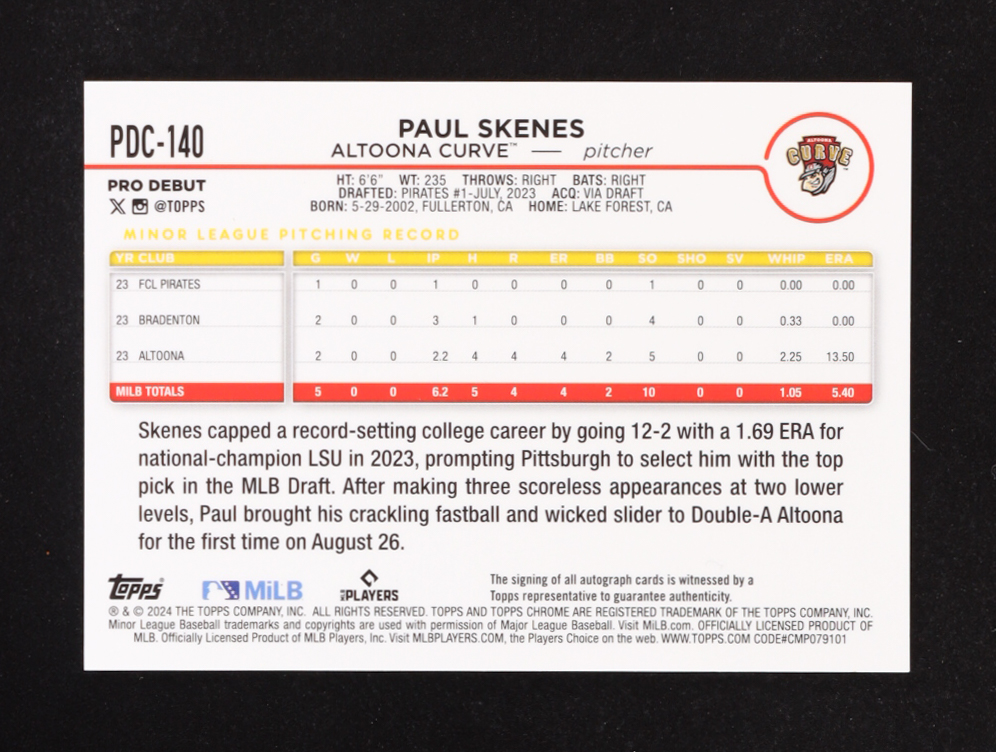 PDC-140
PAUL SKENES
ALTOONA CURVE™ — pitcher
ALTOONA
CURVE
PRO DEBUT
@TOPPS
HT: 6'6" WT: 235 THROWS: RIGHT BATS: RIGHT
DRAFTED: PIRATES #1-JULY, 2023 ACQ: VIA DRAFT
BORN: 5-29-2002, FULLERTON, CA HOME: LAKE FOREST, CA
MINOR LEAGUE PITCHING RECORD
YR CLUB G W L IP H R ER BB SO SHO SV WHIP ERA
23 FCL PIRATES 1 0 0 1 0 0 0 0 1 0 0 0.00 0.00
23 BRADENTON 2 0 0 3 1 0 0 0 4 0 0 0.33 0.00
23 ALTOONA 2 0 0 2.2 4 4 4 2 5 0 0 2.25 13.50
MILB TOTALS 5 0 0 6.2 5 4 4 2 10 0 0 1.05 5.40
Skenes capped a record-setting college career by going 12-2 with a 1.69 ERA for
national-champion LSU in 2023, prompting Pittsburgh to select him with the top
pick in the MLB Draft. After making three scoreless appearances at two lower
levels, Paul brought his crackling fastball and wicked slider to Double-A Altoona
for the first time on August 26.
Topps®
MiLB
PLAYERS
The signing of all autograph cards is witnessed by a
Topps representative to guarantee authenticity.
® & © 2024 THE TOPPS COMPANY, INC. ALL RIGHTS RESERVED. TOPPS AND TOPPS CHROME ARE REGISTERED TRADEMARK OF THE TOPPS COMPANY, INC.
Minor League Baseball trademarks and copyrights are used with permission of Major League Baseball. Visit MiLB.com. OFFICIALLY LICENSED PRODUCT OF
MLB. Officially Licensed Product of MLB Players, Inc. Visit MLBPLAYERS.COM, the Players Choice on the web. WWW.TOPPS.COM CODE#CMP079101